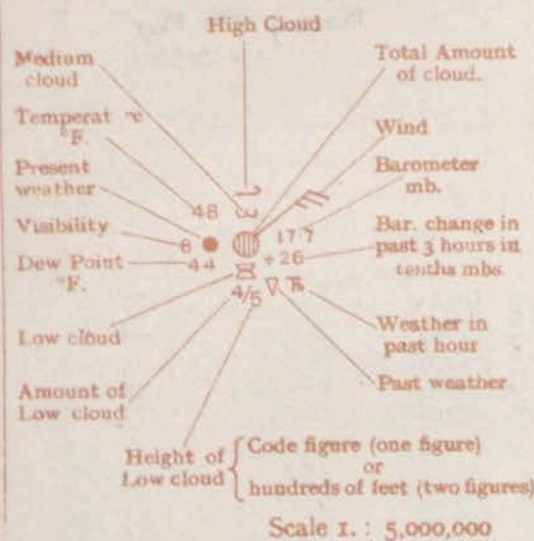 High Cloud
Medium
cloud
Total Amount
of cloud.
Temperat re
°F.
Wind
Present
weather
Barometer
mb.
48
Visibility
6
17·7
Bar. change in
past 3 hours in
tenths mbs.
+26
Dew Point
°F.
44
4/5
Low cloud
Weather in
past hour
Amount of
Low cloud
Past weather
Height of
Low cloud
Code figure (one figure)
or
hundreds of feet (two figures)
Scale 1. : 5,000,000